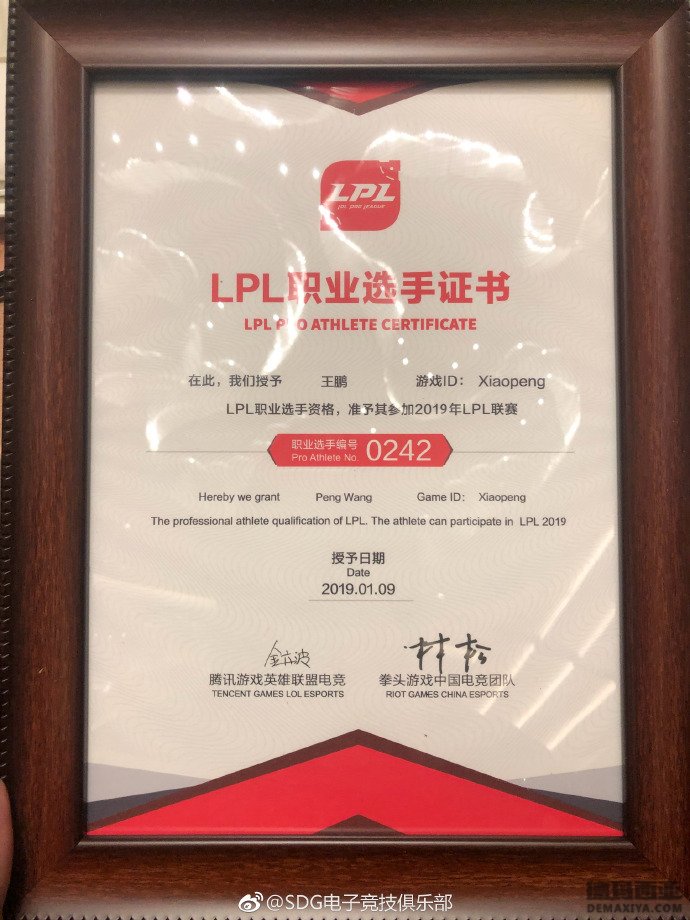 LPL
LOL PRO LEAGUE
LPL职业选手证书
LPL PRO ATHLETE CERTIFICATE
在此，我们授予 王鹏 游戏ID： Xiaopeng
LPL职业选手资格，准予其参加2019年LPL联赛
职业选手编号
Pro Athlete No. 0242
Hereby we grant Peng Wang Game ID: Xiaopeng
The professional athlete qualification of LPL. The athlete can participate in LPL 2019
授予日期
Date
2019.01.09
腾讯游戏英雄联盟电竞 拳头游戏中国电竞团队
TENCENT GAMES LOL ESPORTS RIOT GAMES CHINA ESPORTS
@SDG电子竞技俱乐部
DEMAXIYA.COM